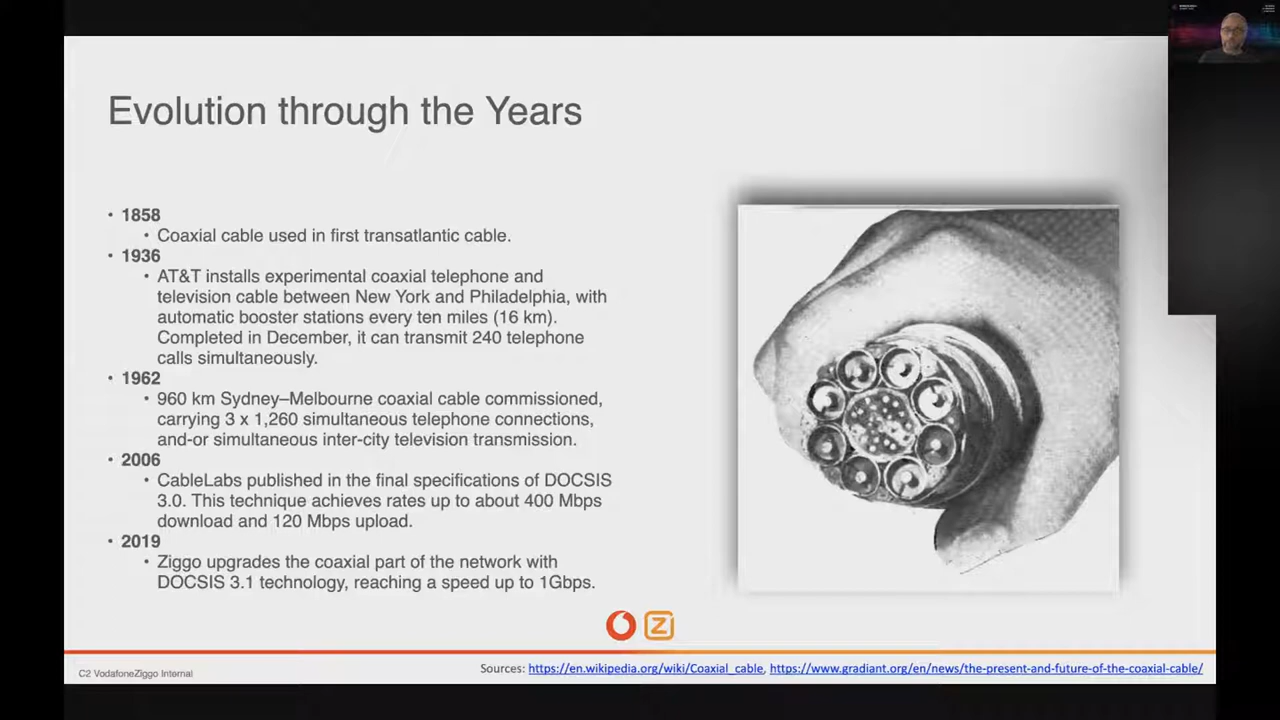 Evolution through the Years
• 1858
• Coaxial cable used in first transatlantic cable.
• 1936
• AT&T installs experimental coaxial telephone and
television cable between New York and Philadelphia, with
automatic booster stations every ten miles (16 km).
Completed in December, it can transmit 240 telephone
calls simultaneously.
• 1962
• 960 km Sydney–Melbourne coaxial cable commissioned,
carrying 3 x 1,260 simultaneous telephone connections,
and-or simultaneous inter-city television transmission.
• 2006
• CableLabs published in the final specifications of DOCSIS
3.0. This technique achieves rates up to about 400 Mbps
download and 120 Mbps upload.
• 2019
• Ziggo upgrades the coaxial part of the network with
DOCSIS 3.1 technology, reaching a speed up to 1Gbps.
Z
C2 VodafoneZiggo Internal
Sources: https://en.wikipedia.org/wiki/Coaxial_cable, https://www.gradiant.org/en/news/the-present-and-future-of-the-coaxial-cable/